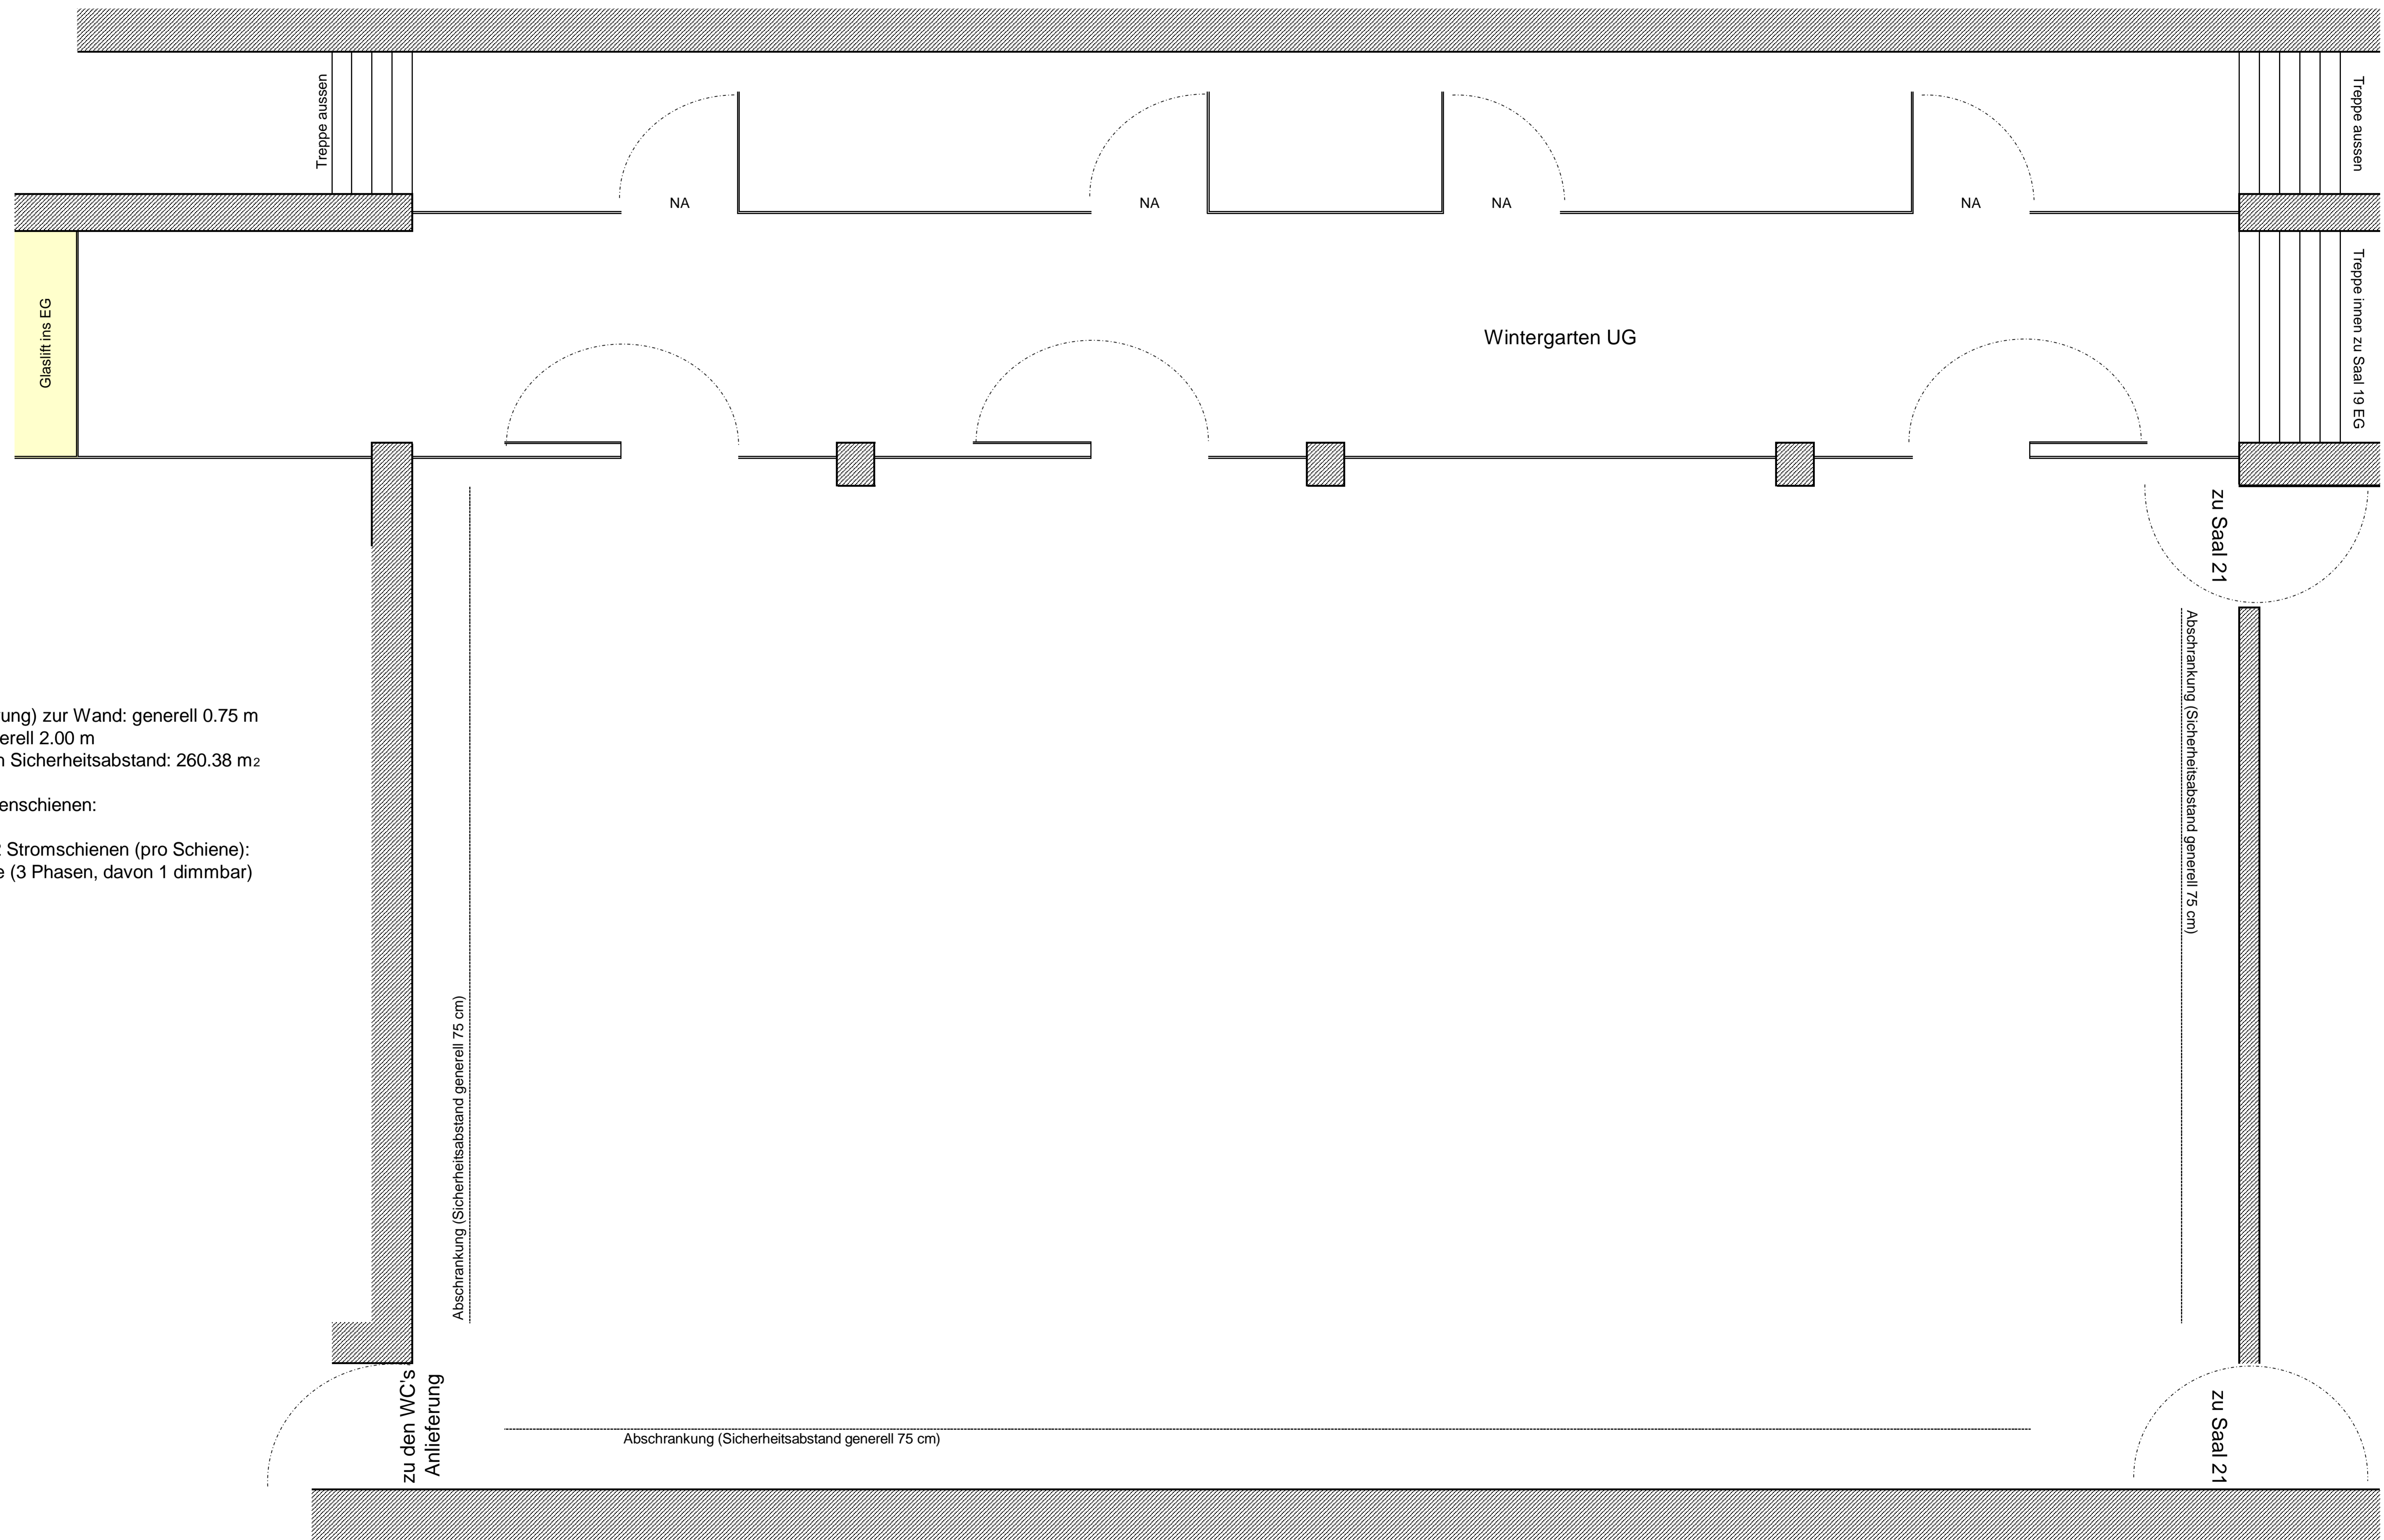 Treppe aussen
Treppe aussen
NA
NA
NA
NA
Glaslift ins EG
Wintergarten UG
Treppe innen zu Saal 19 EG
zu Saal 21
Abschrankung (Sicherheitsabstand generell 75 cm)
zur Wand: generell 0.75 m
2.00 m
Sicherheitsabstand: 260.38 m2
2 Stromschienen (pro Schiene):
(3 Phasen, davon 1 dimmbar)
Abschrankung (Sicherheitsabstand generell 75 cm)
zu den WC's
Anlieferung
Abschrankung (Sicherheitsabstand generell 75 cm)
zu Saal 21